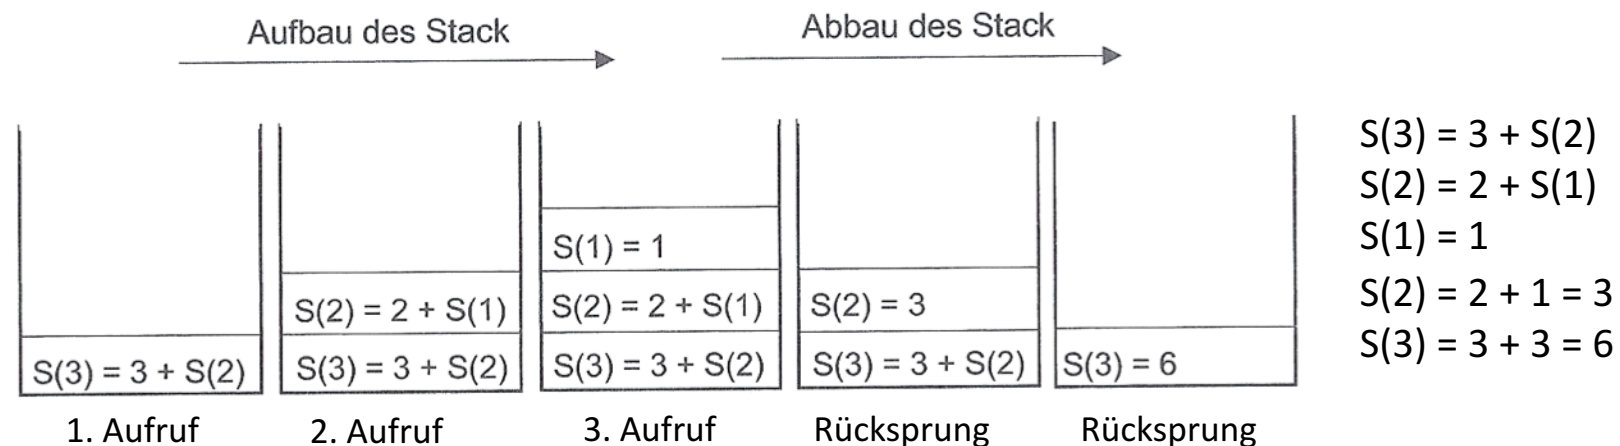 Aufbau des Stack
Abbau des Stack
S(3) = 3 + S(2)
S(2) = 2 + S(1)
S(3) = 3 + S(2)
S(1) = 1
S(2) = 2 + S(1)
S(3) = 3 + S(2)
S(2) = 3
S(3) = 3 + S(2)
S(3) = 6
1. Aufruf
2. Aufruf
3. Aufruf
Rücksprung
Rücksprung
S(3) = 3 + S(2)
S(2) = 2 + S(1)
S(1) = 1
S(2) = 2 + 1 = 3
S(3) = 3 + 3 = 6